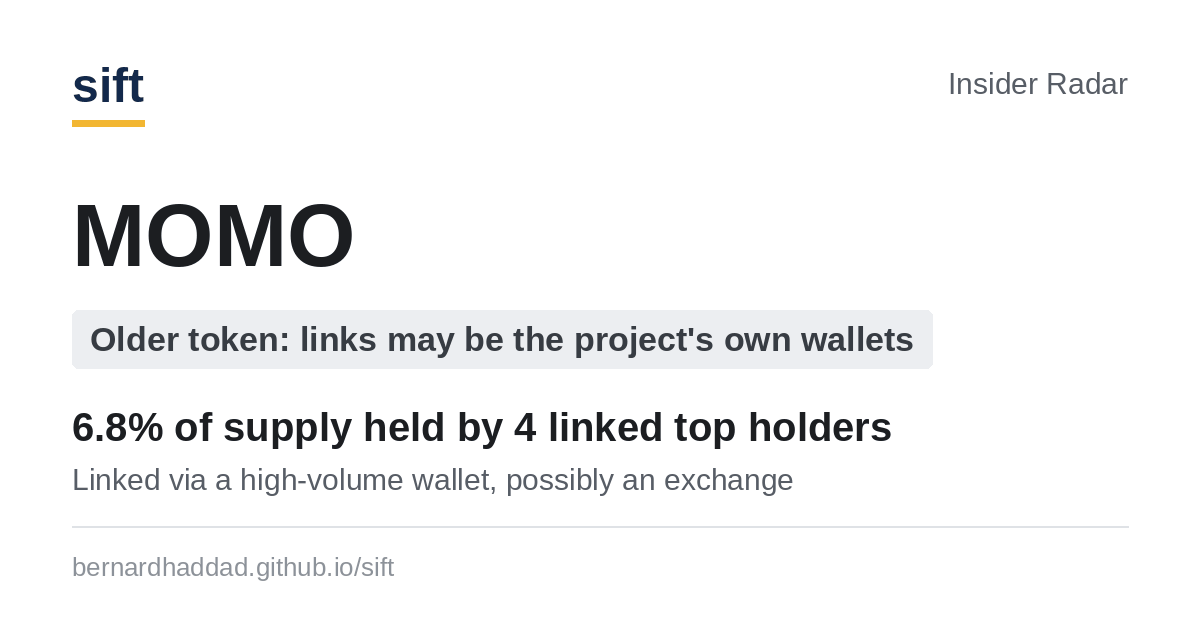 sift
Insider Radar
MOMO
Older token: links may be the project's own wallets
6.8% of supply held by 4 linked top holders
Linked via a high-volume wallet, possibly an exchange
bernardhaddad.github.io/sift